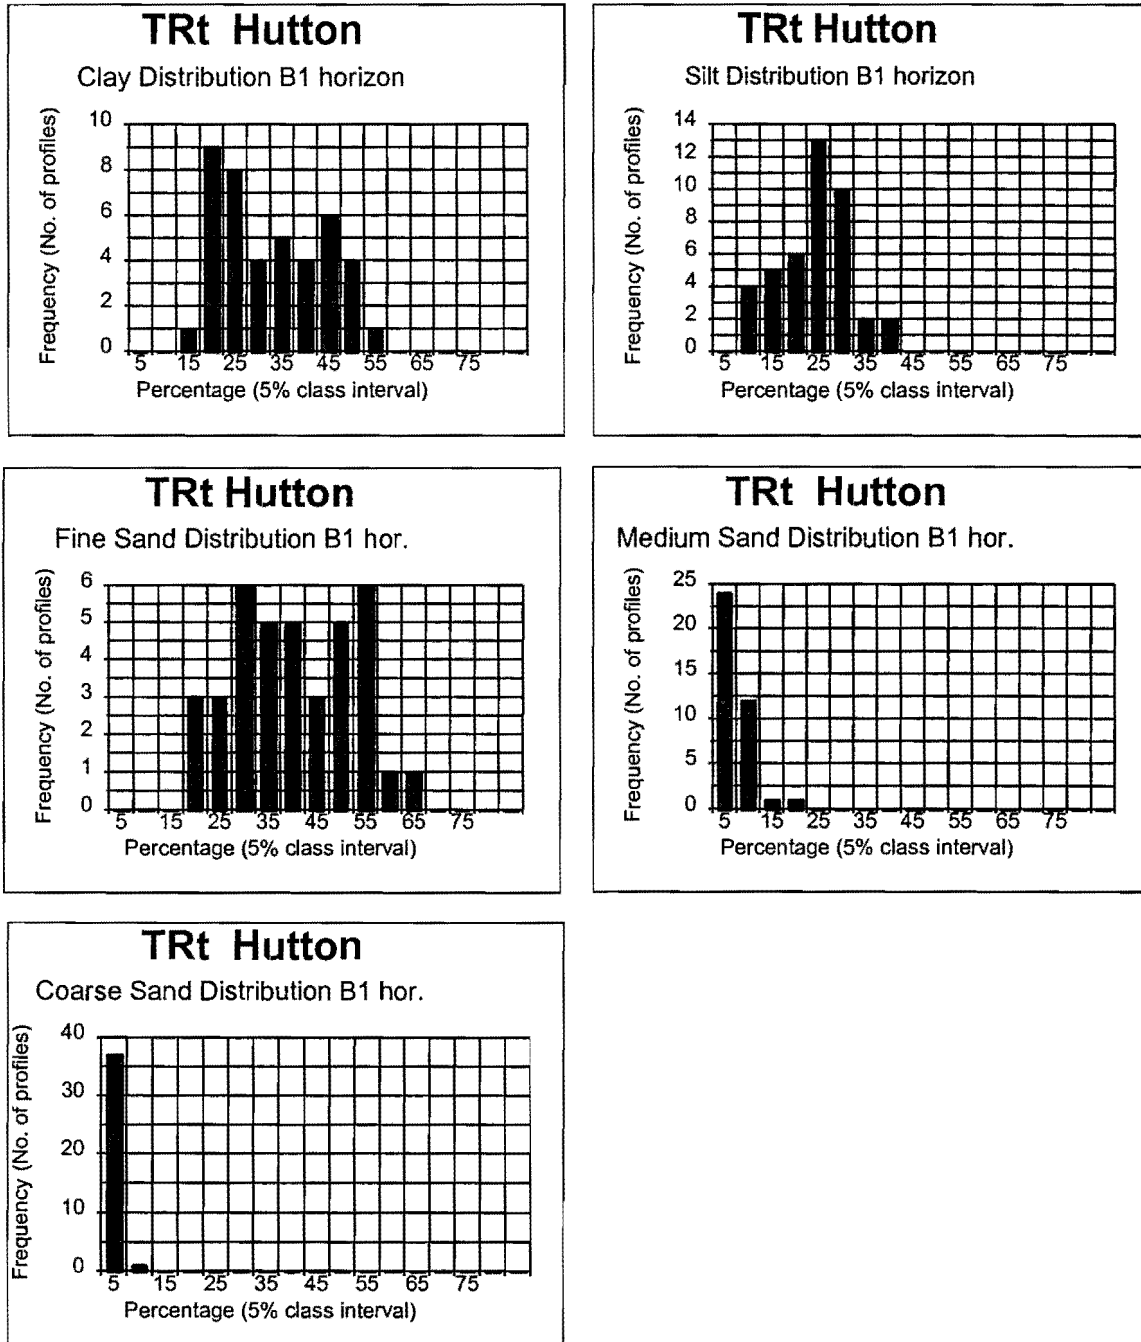 TRt Hutton
Clay Distribution B1 horizon
Frequency (No. of profiles)
10
8
6
4
2
0
5 15 25 35 45 55 65 75
Percentage (5% class interval)
TRt Hutton
Silt Distribution B1 horizon
Frequency (No. of profiles)
14
12
10
8
6
4
2
0
5 15 25 35 45 55 65 75
Percentage (5% class interval)
TRt Hutton
Fine Sand Distribution B1 hor.
Frequency (No. of profiles)
6
5
4
3
2
1
0
5 15 25 35 45 55 65 75
Percentage (5% class interval)
TRt Hutton
Medium Sand Distribution B1 hor.
Frequency (No. of profiles)
25
20
15
10
5
0
5 15 25 35 45 55 65 75
Percentage (5% class interval)
TRt Hutton
Coarse Sand Distribution B1 hor.
Frequency (No. of profiles)
40
30
20
10
0
5 15 25 35 45 55 65 75
Percentage (5% class interval)